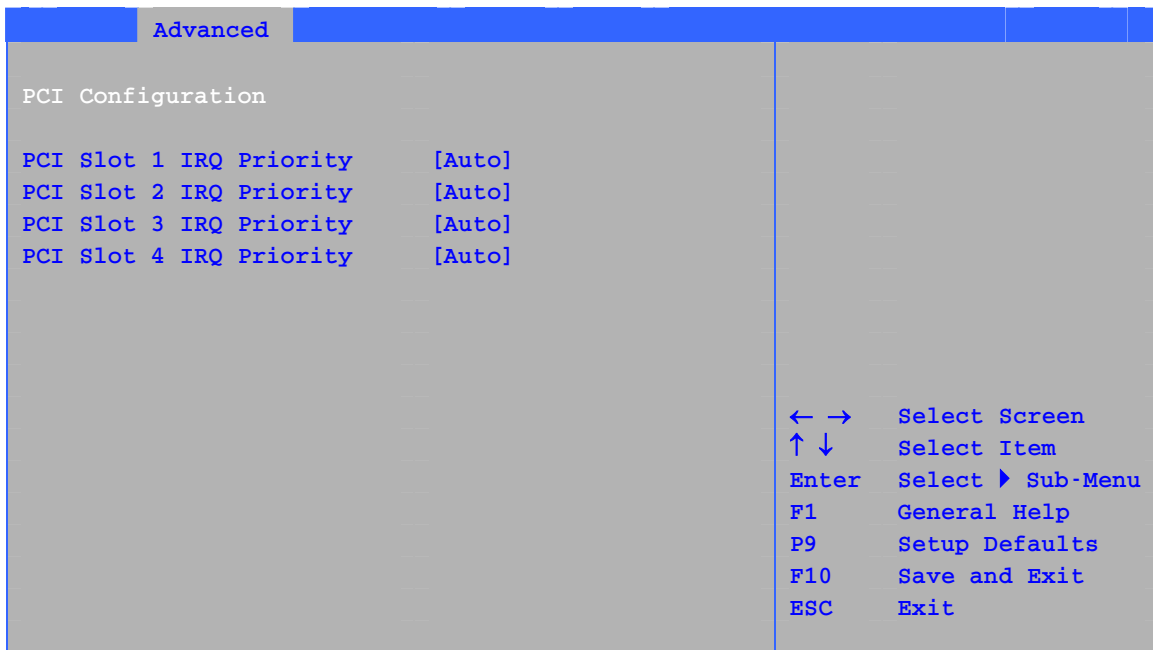 Advanced
PCI Configuration
PCI Slot 1 IRQ Priority [Auto]
PCI Slot 2 IRQ Priority [Auto]
PCI Slot 3 IRQ Priority [Auto]
PCI Slot 4 IRQ Priority [Auto]
← → Select Screen
↑ ↓ Select Item
Enter Select ▶ Sub-Menu
F1 General Help
P9 Setup Defaults
F10 Save and Exit
ESC Exit